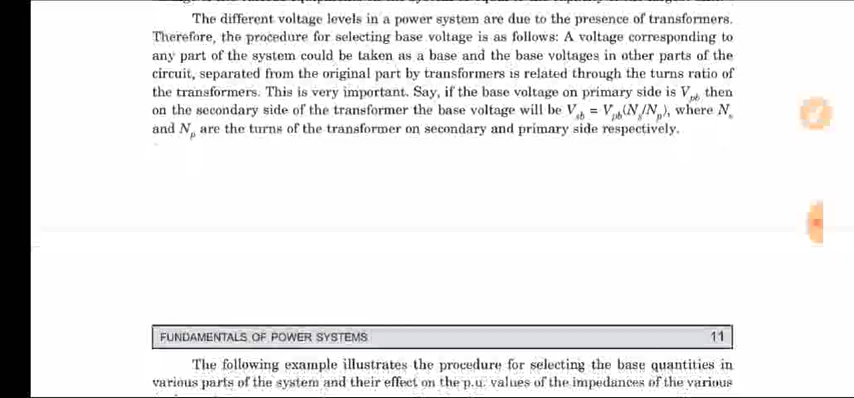 The different voltage levels in a power system are due to the presence of transformers.
Therefore, the procedure for selecting base voltage is as follows: A voltage corresponding to
any part of the system could be taken as a base and the base voltages in other parts of the
circuit, separated from the original part by transformers is related through the turns ratio of
the transformers. This is very important. Say, if the base voltage on primary side is V_pb then
on the secondary side of the transformer the base voltage will be V_sb = V_pb(N_s/N_p), where N_s
and N_p are the turns of the transformer on secondary and primary side respectively.
FUNDAMENTALS OF POWER SYSTEMS 11
The following example illustrates the procedure for selecting the base quantities in
various parts of the system and their effect on the p.u. values of the impedances of the various